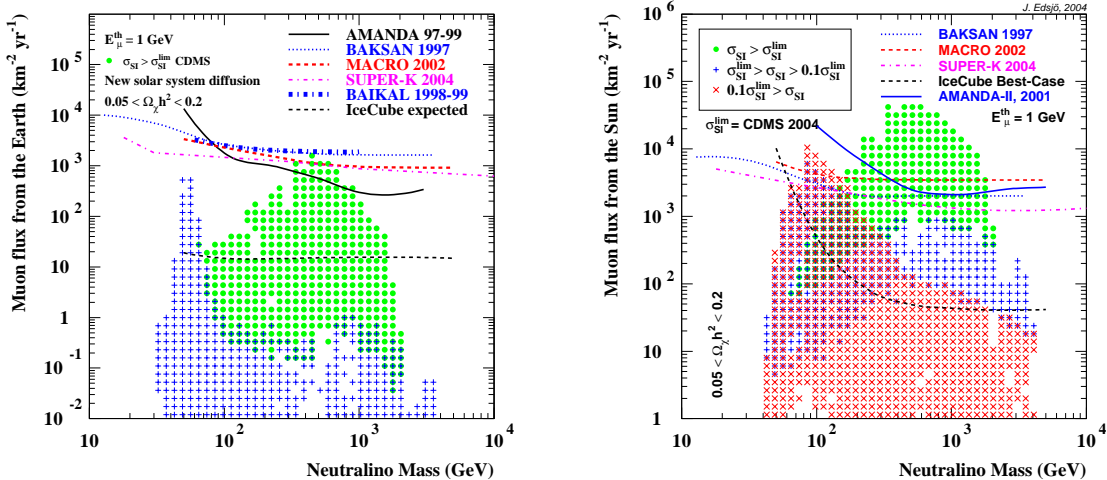 Muon flux from the Earth (km⁻² yr⁻¹)
10⁵
10⁴
10³
10²
10
1
10⁻¹
10⁻²
E_μ^th = 1 GeV
σ_SI > σ_SI^lim CDMS
New solar system diffusion
0.05 < Ω_χh² < 0.2
AMANDA 97-99
BAKSAN 1997
MACRO 2002
SUPER-K 2004
BAIKAL 1998-99
IceCube expected
10 10² 10³ 10⁴
Neutralino Mass (GeV)
J. Edsjö, 2004
Muon flux from the Sun (km⁻² yr⁻¹)
10⁶
10⁵
10⁴
10³
10²
10
1
σ_SI > σ_SI^lim
σ_SI^lim > σ_SI > 0.1σ_SI^lim
0.1σ_SI^lim > σ_SI
σ_SI^lim = CDMS 2004
BAKSAN 1997
MACRO 2002
SUPER-K 2004
IceCube Best-Case
AMANDA-II, 2001
E_μ^th = 1 GeV
0.05 < Ω_χh² < 0.2
10 10² 10³ 10⁴
Neutralino Mass (GeV)